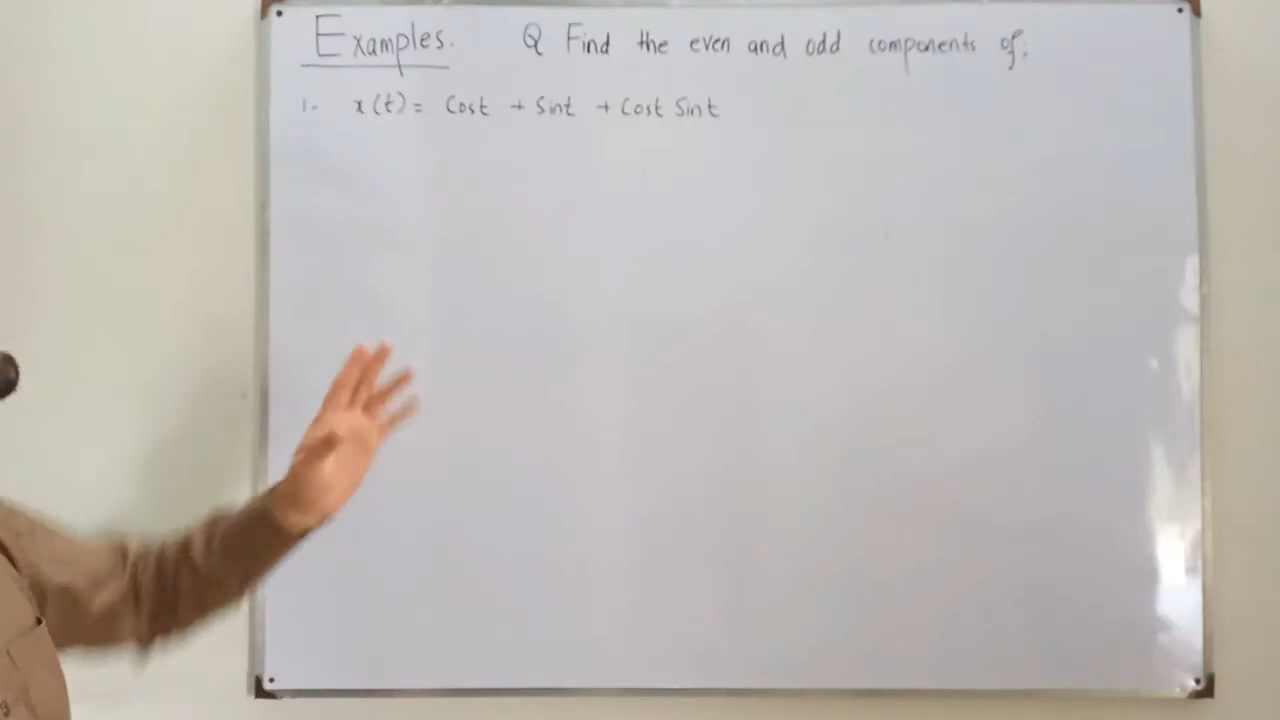 Examples. Q Find the even and odd components of:
1- x(t) = Cost + Sint + Cost Sint